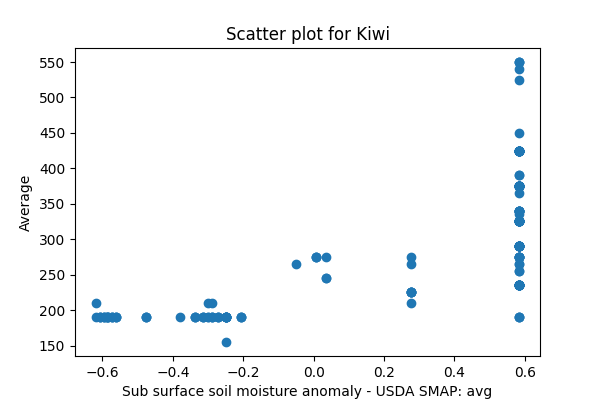 Scatter plot for Kiwi
550
500
450
400
350
300
250
200
150
Average
−0.6 −0.4 −0.2 0.0 0.2 0.4 0.6
Sub surface soil moisture anomaly - USDA SMAP: avg